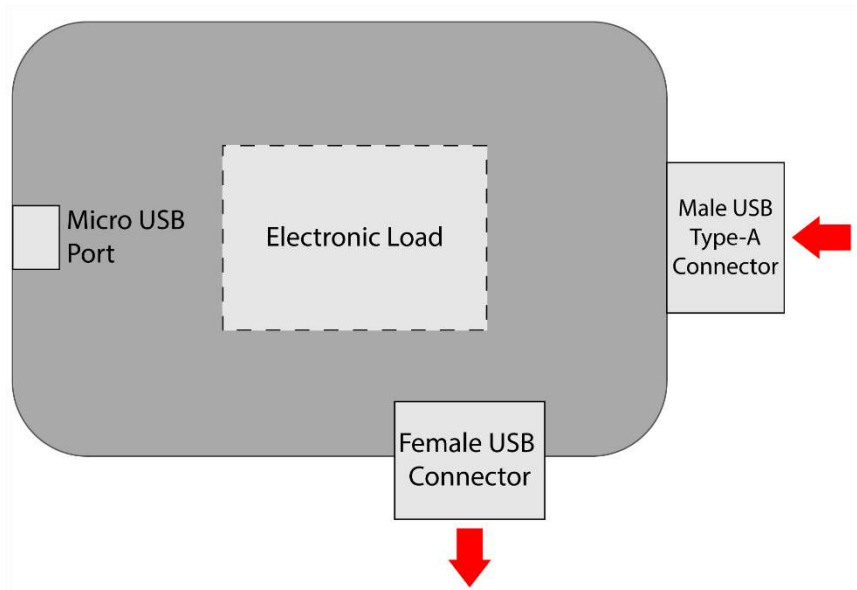 Micro USB
Port
Electronic Load
Male USB
Type-A
Connector
Female USB
Connector